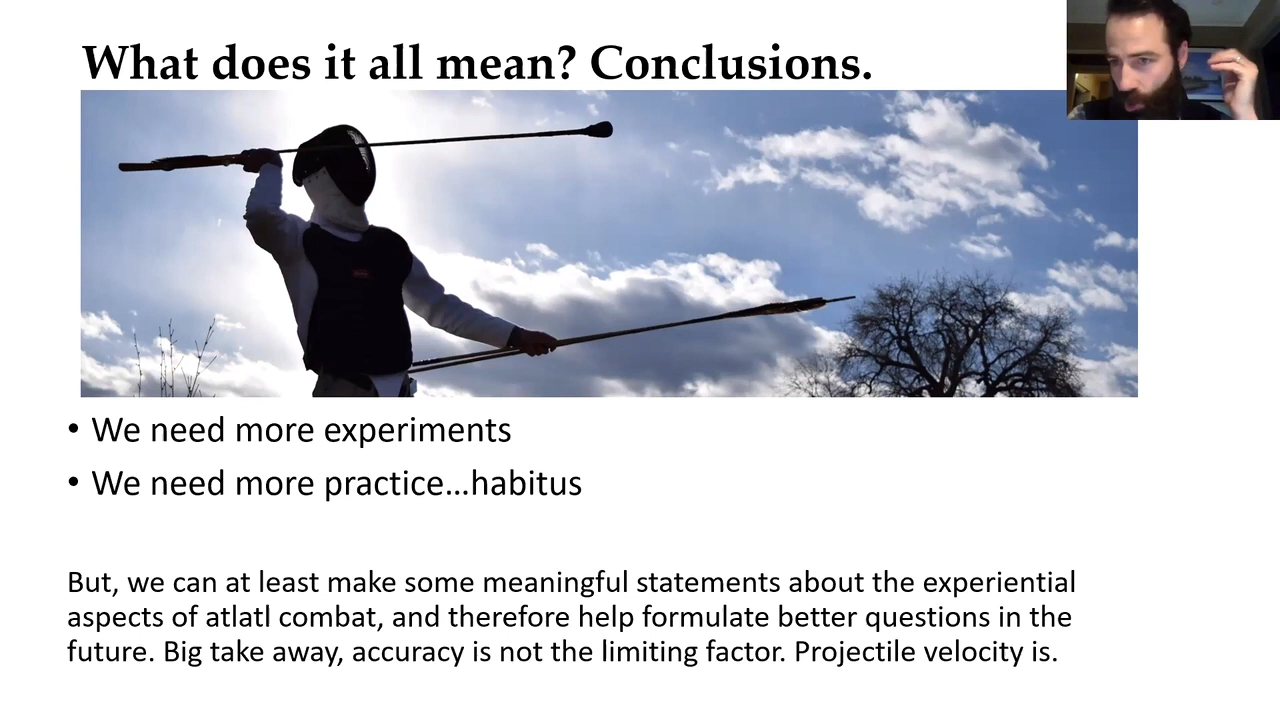 What does it all mean? Conclusions.
• We need more experiments
• We need more practice...habitus
But, we can at least make some meaningful statements about the experiential
aspects of atlatl combat, and therefore help formulate better questions in the
future. Big take away, accuracy is not the limiting factor. Projectile velocity is.